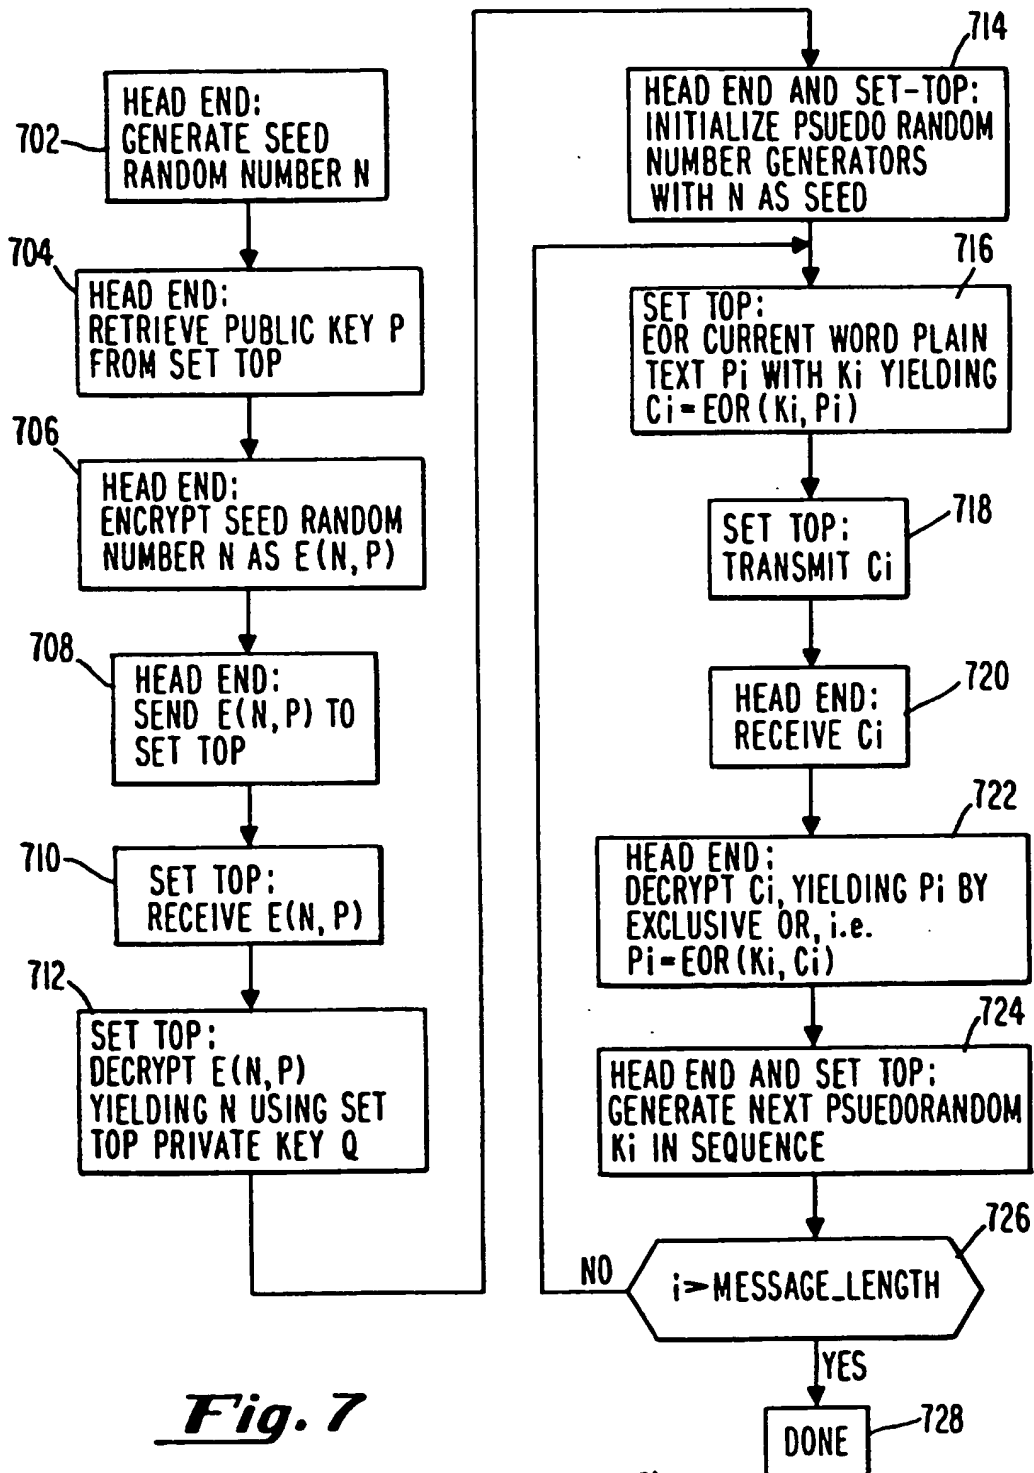 702
HEAD END:
GENERATE SEED
RANDOM NUMBER N
704
HEAD END:
RETRIEVE PUBLIC KEY P
FROM SET TOP
706
HEAD END:
ENCRYPT SEED RANDOM
NUMBER N AS E(N,P)
708
HEAD END:
SEND E(N,P) TO
SET TOP
710
SET TOP:
RECEIVE E(N,P)
712
SET TOP:
DECRYPT E(N,P)
YIELDING N USING SET
TOP PRIVATE KEY Q
714
HEAD END AND SET-TOP:
INITIALIZE PSUEDO RANDOM
NUMBER GENERATORS
WITH N AS SEED
716
SET TOP:
EOR CURRENT WORD PLAIN
TEXT Pi WITH Ki YIELDING
Ci=EOR(Ki,Pi)
718
SET TOP:
TRANSMIT Ci
720
HEAD END:
RECEIVE Ci
722
HEAD END:
DECRYPT Ci, YIELDING Pi BY
EXCLUSIVE OR, i.e.
Pi=EOR(Ki,Ci)
724
HEAD END AND SET TOP:
GENERATE NEXT PSUEDORANDOM
Ki IN SEQUENCE
726
i>MESSAGE_LENGTH
NO
YES
728
DONE
Fig. 7